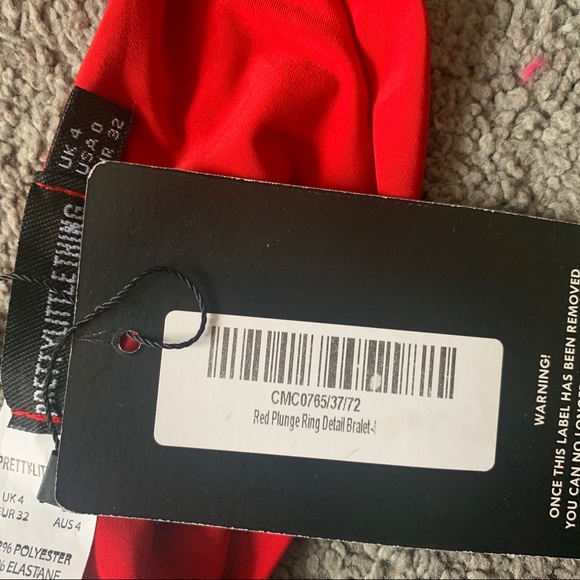 UK 4
USA 0
EUR 32
PRETTYLITTLETHING
CMC0765/37/72
Red Plunge Ring Detail Bralet-4
WARNING!
ONCE THIS LABEL HAS BEEN REMOVED
YOU CAN NO
PRETTYLIT
UK 4
EUR 32
AUS 4
% POLYESTER
% ELASTANE